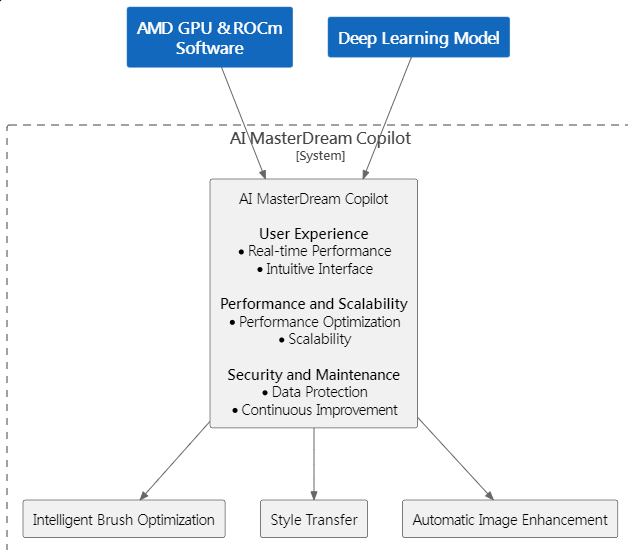 AMD GPU & ROCm
Software
Deep Learning Model
AI MasterDream Copilot
[System]
AI MasterDream Copilot
User Experience
• Real-time Performance
• Intuitive Interface
Performance and Scalability
• Performance Optimization
• Scalability
Security and Maintenance
• Data Protection
• Continuous Improvement
Intelligent Brush Optimization
Style Transfer
Automatic Image Enhancement